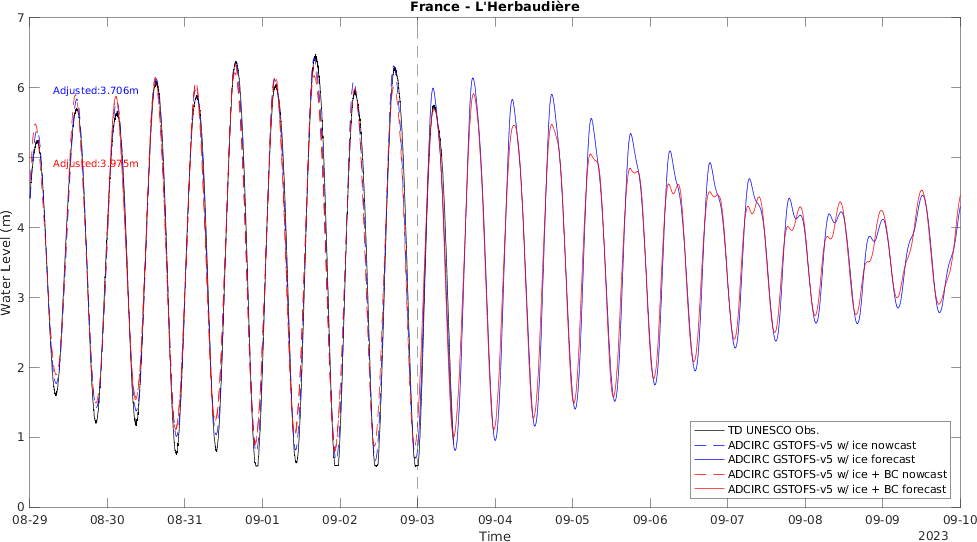 France - L'Herbaudière
7
6
5
4
3
2
1
0
Water Level (m)
Adjusted:3.706m
Adjusted:3.975m
TD UNESCO Obs.
ADCIRC GSTOFS-v5 w/ ice nowcast
ADCIRC GSTOFS-v5 w/ ice forecast
ADCIRC GSTOFS-v5 w/ ice + BC nowcast
ADCIRC GSTOFS-v5 w/ ice + BC forecast
08-29 08-30 08-31 09-01 09-02 09-03 09-04 09-05 09-06 09-07 09-08 09-09 09-10
Time
2023